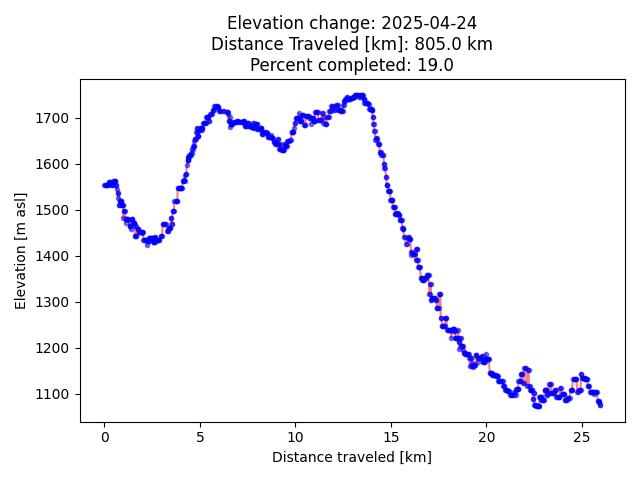 Elevation change: 2025-04-24
Distance Traveled [km]: 805.0 km
Percent completed: 19.0
Elevation [m asl]
1700
1600
1500
1400
1300
1200
1100
0 5 10 15 20 25
Distance traveled [km]